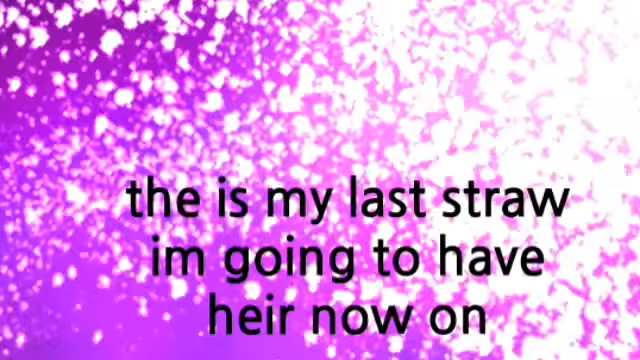 the is my last straw
im going to have
heir now on